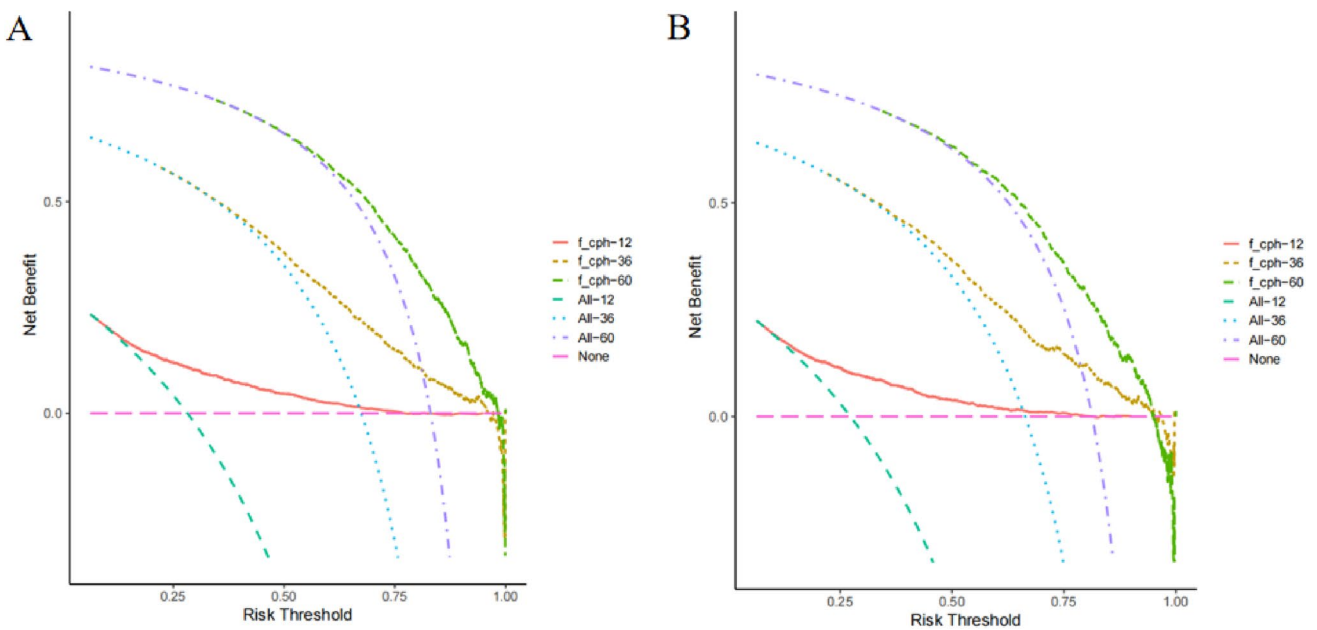 A
Net Benefit
0.5
0.0
0.25
0.50
0.75
1.00
Risk Threshold
f_cph-12
f_cph-36
f_cph-60
All-12
All-36
All-60
None
B
Net Benefit
0.5
0.0
0.25
0.50
0.75
1.00
Risk Threshold
f_cph-12
f_cph-36
f_cph-60
All-12
All-36
All-60
None